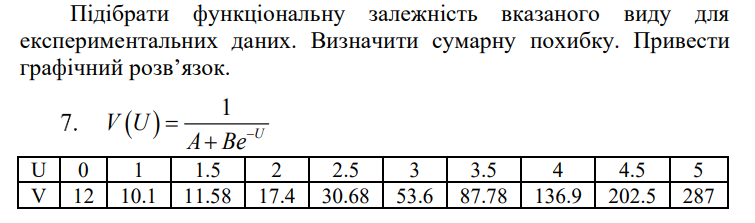 Підібрати функціональну залежність вказаного виду для
експериментальних даних. Визначити сумарну похибку. Привести
графічний розв’язок.
7. V(U) = 1 / (A + Be^{-U})
U 0 1 1.5 2 2.5 3 3.5 4 4.5 5
V 12 10.1 11.58 17.4 30.68 53.6 87.78 136.9 202.5 287